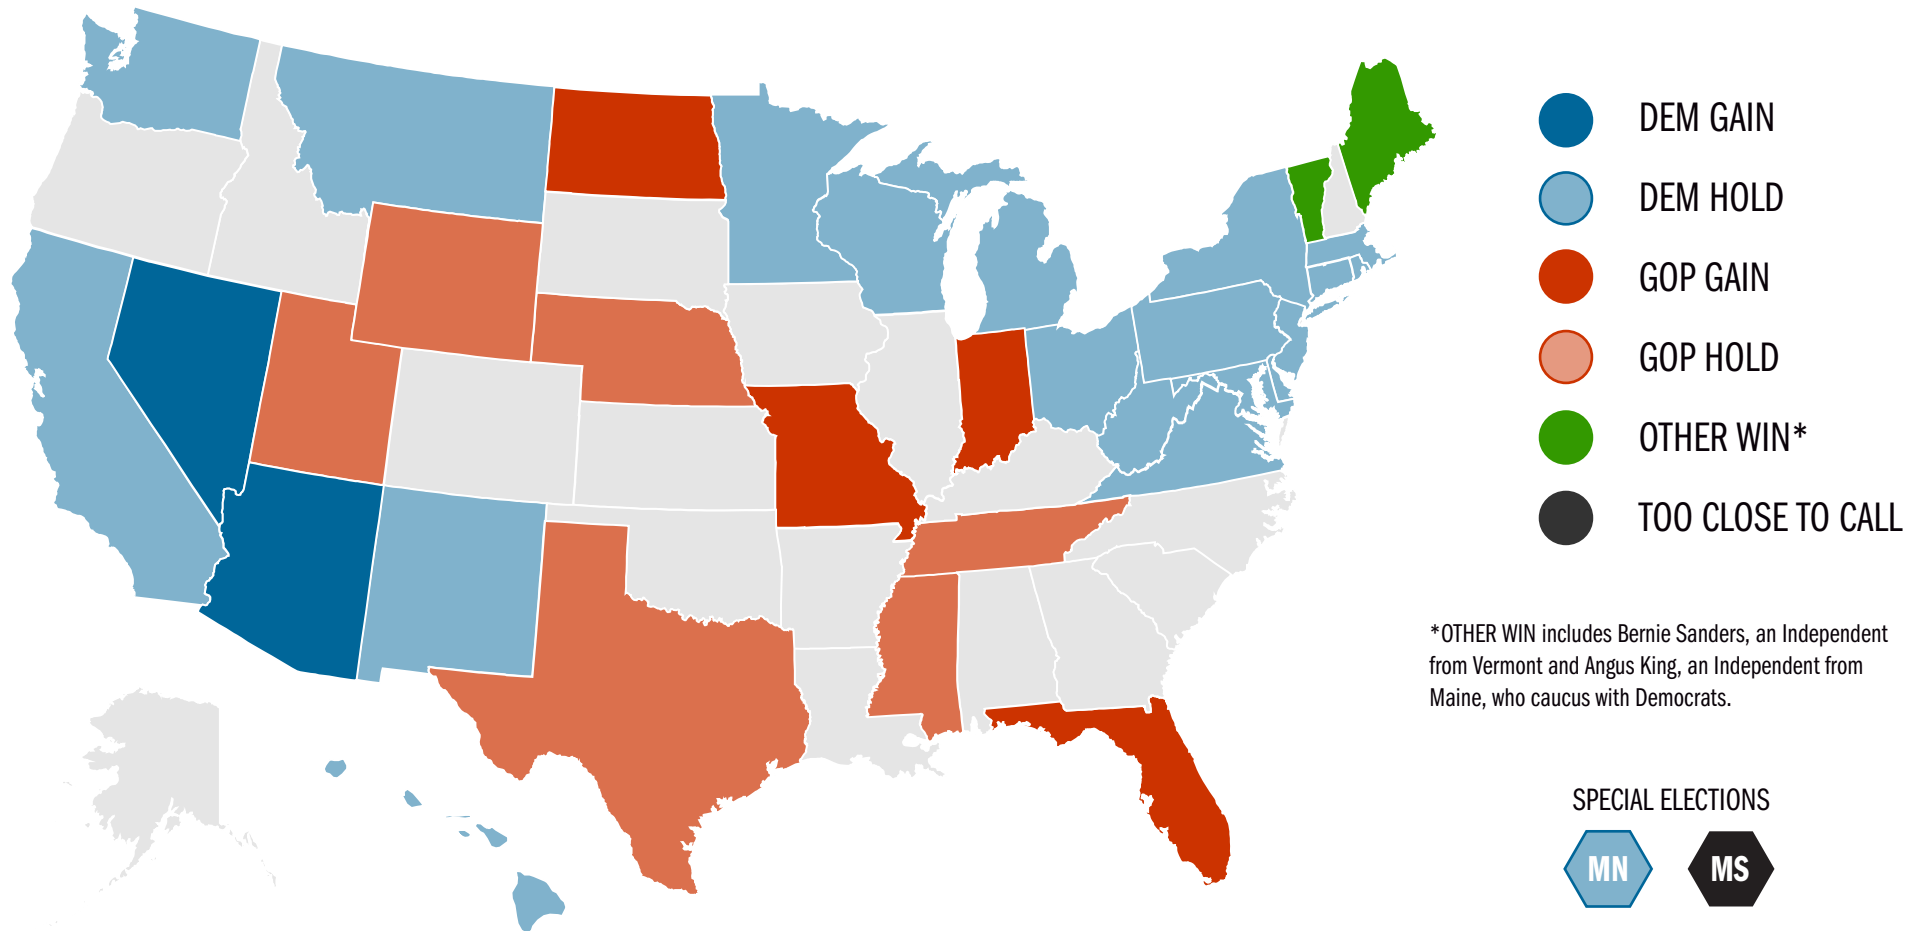 DEM GAIN
DEM HOLD
GOP GAIN
GOP HOLD
OTHER WIN*
TOO CLOSE TO CALL
*OTHER WIN includes Bernie Sanders, an Independent
from Vermont and Angus King, an Independent from
Maine, who caucus with Democrats.
SPECIAL ELECTIONS
MN MS